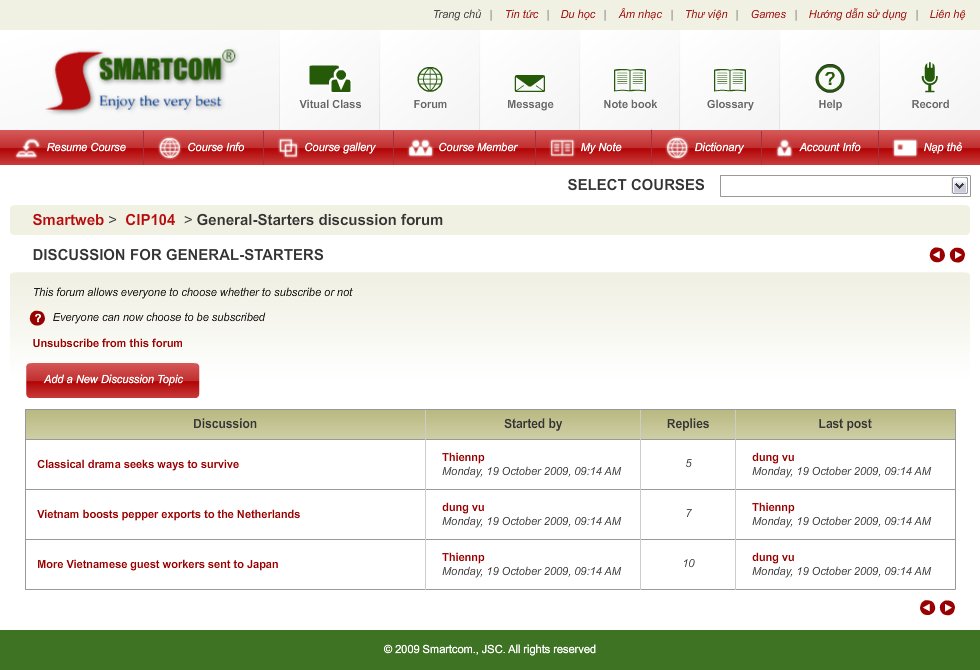 Trang chủ | Tin tức | Du học | Âm nhạc | Thư viện | Games | Hướng dẫn sử dụng | Liên hệ
SMARTCOM®
Enjoy the very best
Vitual Class Forum Message Note book Glossary Help Record
Resume Course Course Info Course gallery Course Member My Note Dictionary Account Info Nạp thẻ
SELECT COURSES
Smartweb > CIP104 > General-Starters discussion forum
DISCUSSION FOR GENERAL-STARTERS
This forum allows everyone to choose whether to subscribe or not
? Everyone can now choose to be subscribed
Unsubscribe from this forum
Add a New Discussion Topic
Discussion Started by Replies Last post
Classical drama seeks ways to survive
Thiennp
Monday, 19 October 2009, 09:14 AM
5
dung vu
Monday, 19 October 2009, 09:14 AM
Vietnam boosts pepper exports to the Netherlands
dung vu
Monday, 19 October 2009, 09:14 AM
7
Thiennp
Monday, 19 October 2009, 09:14 AM
More Vietnamese guest workers sent to Japan
Thiennp
Monday, 19 October 2009, 09:14 AM
10
dung vu
Monday, 19 October 2009, 09:14 AM
© 2009 Smartcom., JSC. All rights reserved